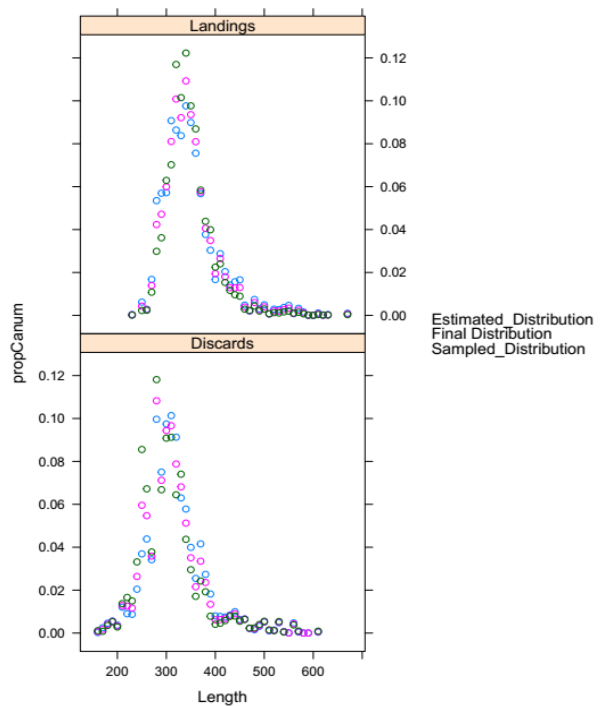 Landings
0.12
0.10
0.08
0.06
0.04
0.02
0.00
propCanum
Discards
0.12
0.10
0.08
0.06
0.04
0.02
0.00
200 300 400 500 600
Length
Estimated_Distribution
Final Distribution
Sampled_Distribution